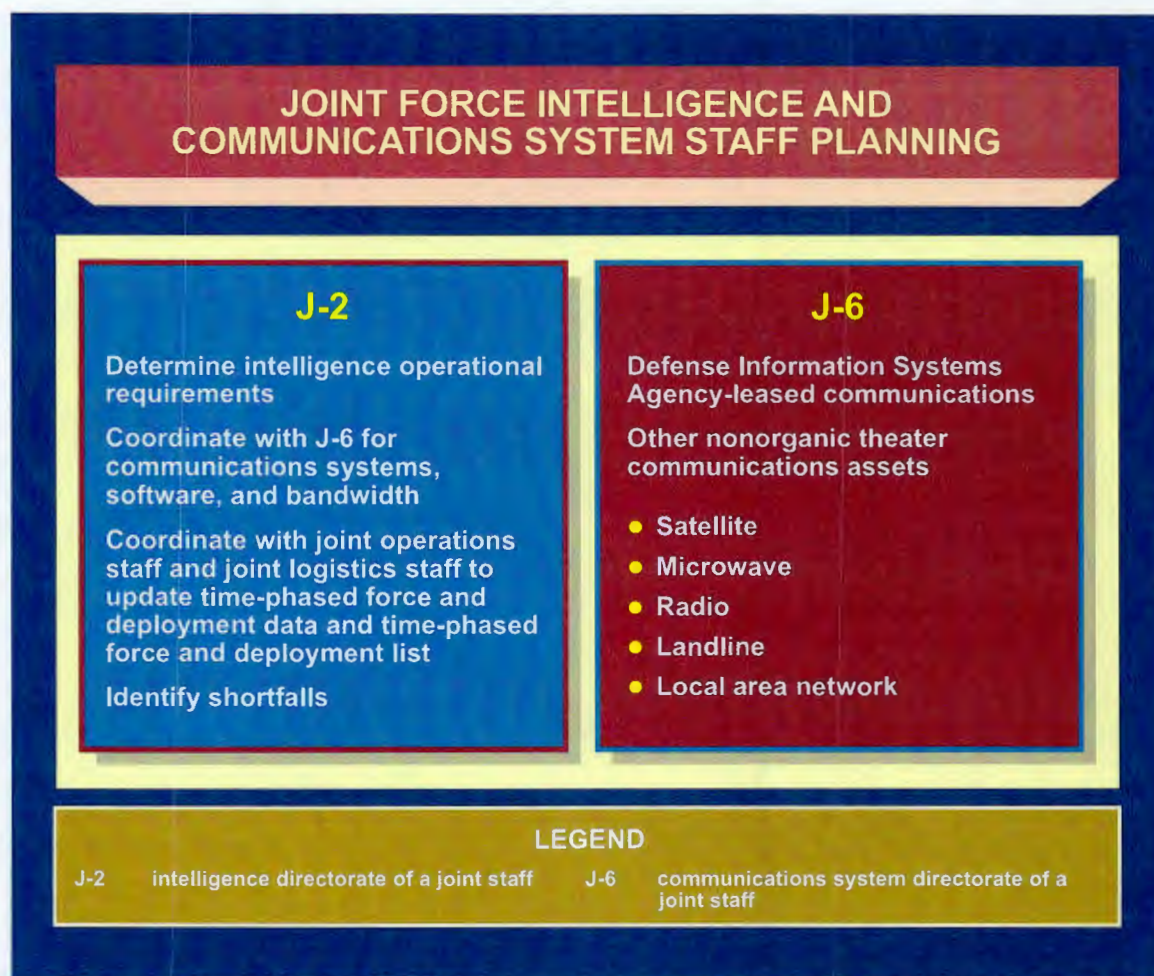 JOINT FORCE INTELLIGENCE AND
COMMUNICATIONS SYSTEM STAFF PLANNING
J-2
Determine intelligence operational
requirements
Coordinate with J-6 for
communications systems,
software, and bandwidth
Coordinate with joint operations
staff and joint logistics staff to
update time-phased force and
deployment data and time-phased
force and deployment list
Identify shortfalls
J-6
Defense Information Systems
Agency-leased communications
Other nonorganic theater
communications assets
● Satellite
● Microwave
● Radio
● Landline
● Local area network
LEGEND
J-2 intelligence directorate of a joint staff
J-6 communications system directorate of a
joint staff